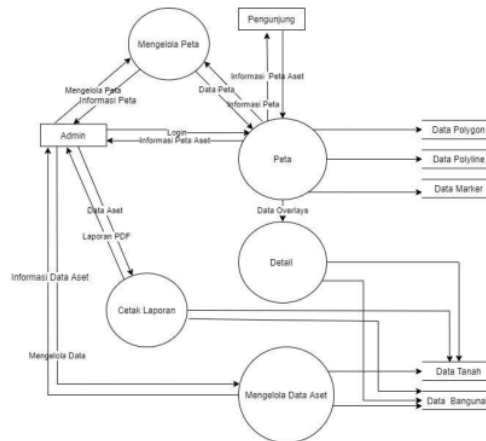 Pengunjung
Mengelola Peta
Mengelola Peta
Informasi Peta
Data Peta
Informasi Peta
Informasi Peta Aset
Admin
Login
Informasi Peta Aset
Peta
Data Polygon
Data Polyline
Data Marker
Data Overlays
Data Aset
Laporan PDF
Detail
Informasi Data Aset
Cetak Laporan
Mengelola Data
Mengelola Data Aset
Data Tanah
Data Banguna